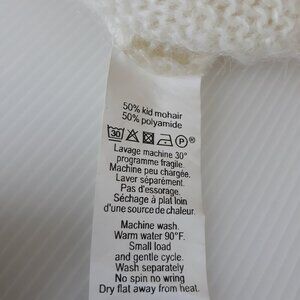 50% kid mohair
50% polyamide
30 P ®
Lavage machine 30°
programme fragile.
Machine peu chargée.
Laver séparément.
Pas d'essorage.
Séchage à plat loin
d'une source de chaleur.
Machine wash.
Warm water 90°F.
Small load
and gentle cycle.
Wash separately
No spin no wring
Dry flat away from heat.